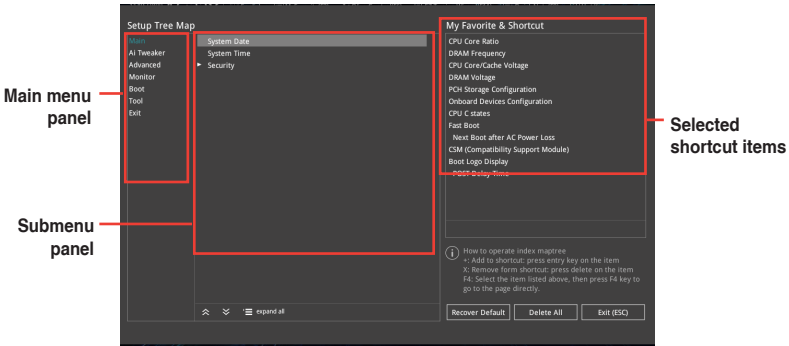 Setup Tree Map
My Favorite & Shortcut
Main
Ai Tweaker
Advanced
Monitor
Boot
Tool
Exit
System Date
System Time
Security
CPU Core Ratio
DRAM Frequency
CPU Core/Cache Voltage
DRAM Voltage
PCH Storage Configuration
Onboard Devices Configuration
CPU C states
Fast Boot
Next Boot after AC Power Loss
CSM (Compatibility Support Module)
Boot Logo Display
POST Delay Time
Main menu
panel
Selected
shortcut items
Submenu
panel
How to operate index maptree
+: Add to shortcut: press entry key on the item
X: Remove form shortcut: press delete on the item
F4: Select the item listed above, then press F4 key to
go to the page directly.
expand all
Recover Default
Delete All
Exit (ESC)